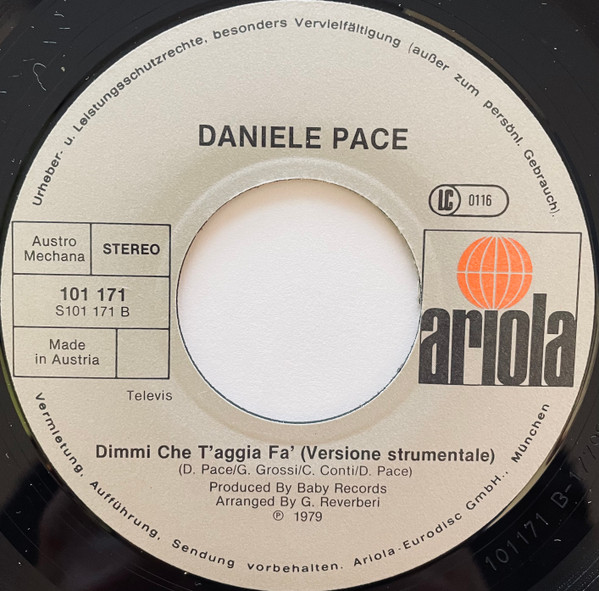 Urheber- u. Leistungsschutzrechte, besonders Vervielfältigung (außer zum persönl. Gebrauch).
DANIELE PACE
LC 0116
Austro
Mechana
STEREO
101 171
S101 171 B
Made
in Austria
ariola
Televis
Dimmi Che T'aggia Fa' (Versione strumentale)
(D. Pace/G. Grossi/C. Conti/D. Pace)
Produced By Baby Records
Arranged By G. Reverberi
℗ 1979
Vermietung, Aufführung, Sendung vorbehalten. Ariola-Eurodisc GmbH., München
101171 B-